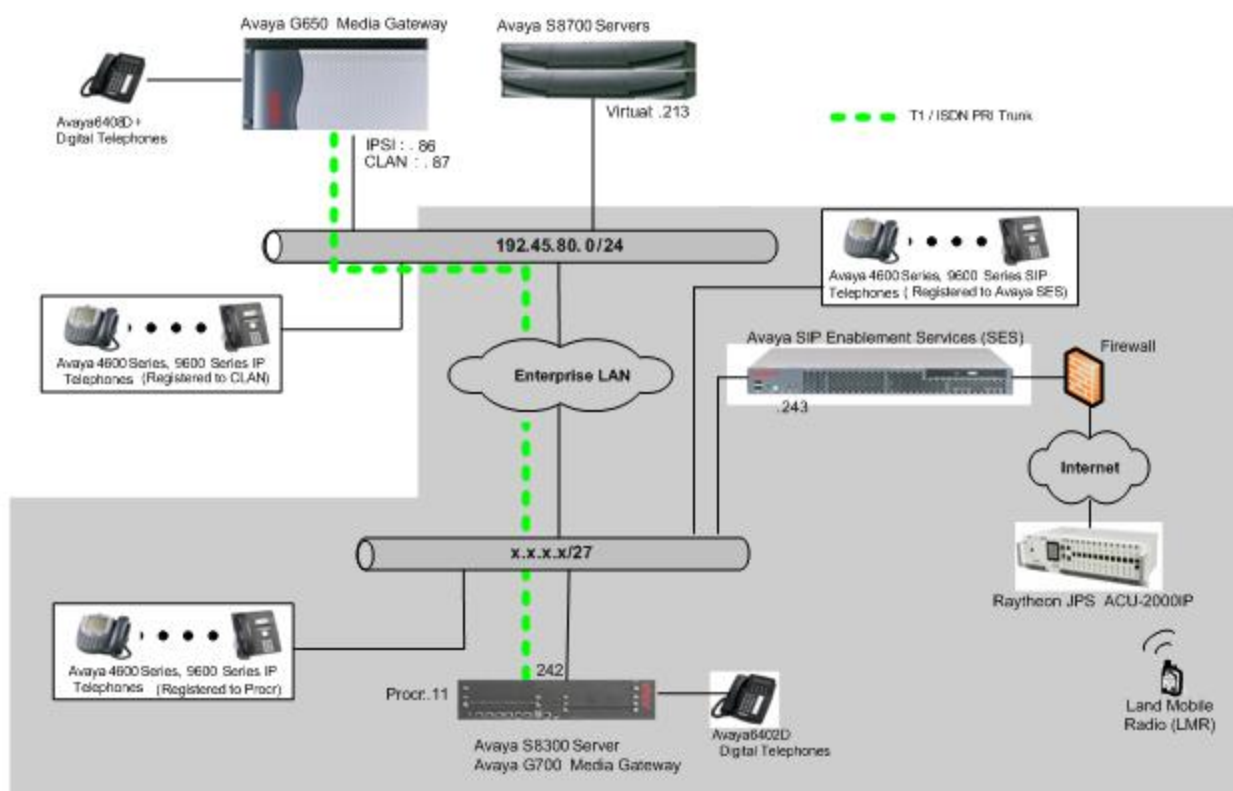 Avaya G650 Media Gateway
Avaya S8700 Servers
Avaya6408D+
Digital Telephones
Virtual: .213
T1 / ISDN PRI Trunk
IPSI : . 86
CLAN : . 87
192.45.80. 0/24
Avaya 4600 Series, 9600 Series SIP
Telephones ( Registered to Avaya SES)
Avaya 4600 Series, 9600 Series IP
Telephones (Registered to CLAN)
Enterprise LAN
Avaya SIP Enablement Services (SES)
Firewall
.243
Internet
x.x.x.x/27
Raytheon JPS ACU-2000IP
Avaya 4600 Series, 9600 Series IP
Telephones (Registered to Procr)
242
Procr:.11
Avaya S8300 Server
Avaya G700 Media Gateway
Avaya6402D
Digital Telephones
Land Mobile
Radio (LMR)